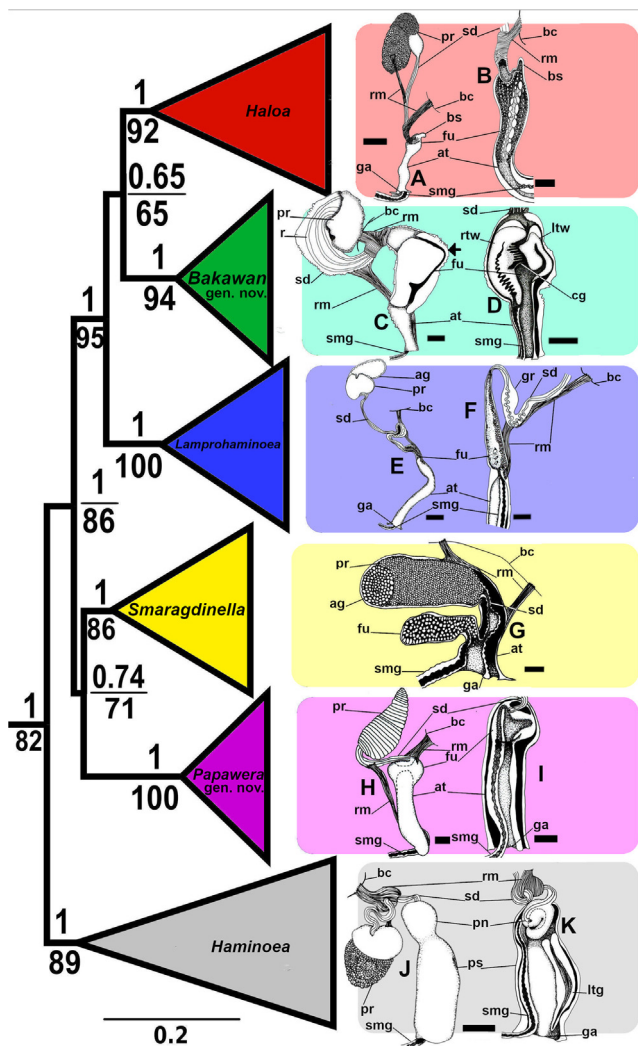 1
92
Haloa
0.65
65
1
94
Bakawan
gen. nov.
1
95
1
100
Lamprohaminoea
1
86
86
Smaragdinella
0.74
71
1
100
Papawera
gen. nov.
1
82
1
89
Haminoea
0.2
pr
sd
bc
rm
bs
B
rm
bc
bs
fu
at
ga
A
smg
pr
bc
rm
sd
r
rtw
ltw
fu
sd
cg
D
rm
C
at
smg
smg
ag
pr
gr
sd
bc
F
bc
sd
rm
E
fu
at
ga
smg
bc
pr
rm
ag
sd
fu
G
at
smg
ga
pr
sd
bc
rm
fu
H
I
at
rm
ga
smg
smg
bc
rm
sd
pn
K
J
ps
ltg
pr
smg
smg
ga